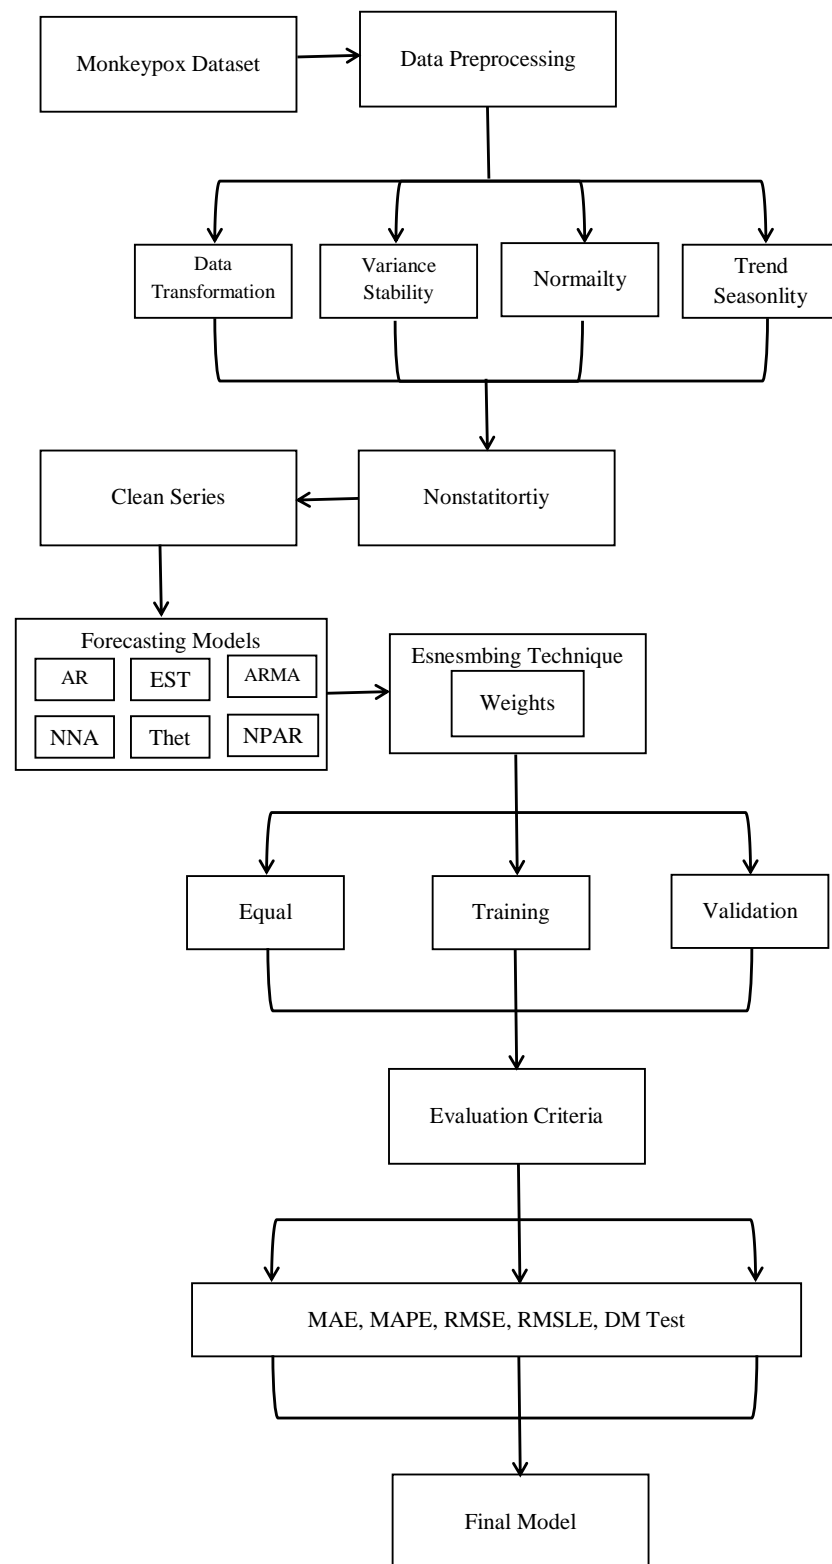 Monkeypox Dataset
Data Preprocessing
Data
Transformation
Variance
Stability
Normailty
Trend
Seasonlity
Clean Series
Nonstatitortiy
Forecasting Models
AR
EST
ARMA
NNA
Thet
NPAR
Esnesmbing Technique
Weights
Equal
Training
Validation
Evaluation Criteria
MAE, MAPE, RMSE, RMSLE, DM Test
Final Model